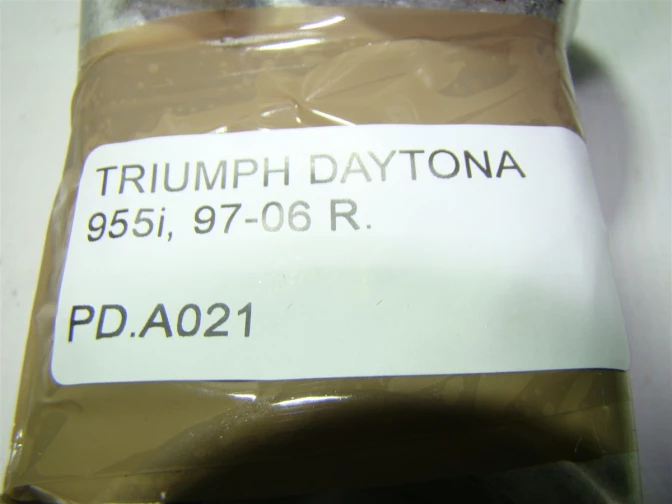 TRIUMPH DAYTONA
955i, 97-06 R.
PD.A021